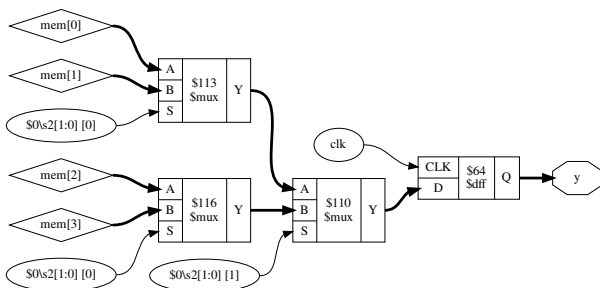 mem[0]
mem[1]
$0\s2[1:0] [0]
A
B
S
$113
$mux
Y
mem[2]
mem[3]
$0\s2[1:0] [0]
A
B
S
$116
$mux
Y
$0\s2[1:0] [1]
A
B
S
$110
$mux
Y
clk
CLK
D
$64
$dff
Q
y